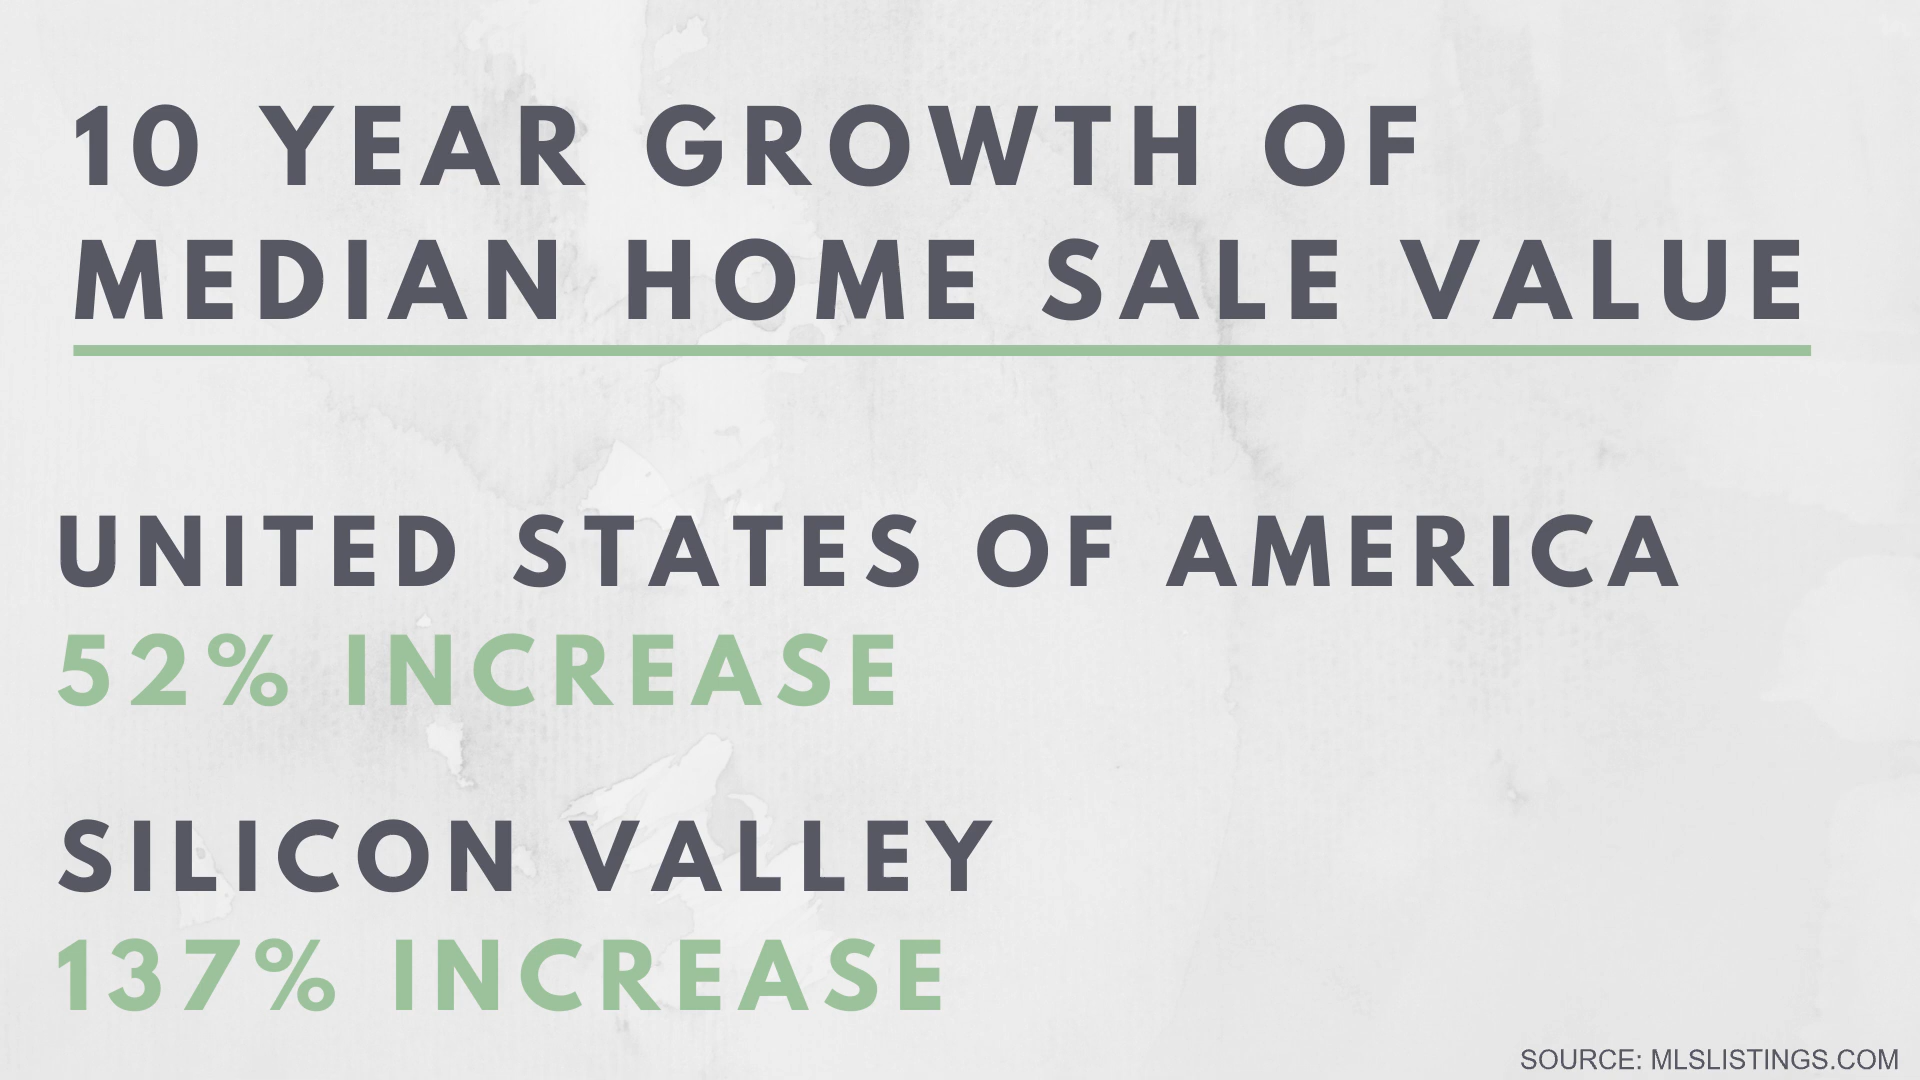 10 YEAR GROWTH OF
MEDIAN HOME SALE VALUE
UNITED STATES OF AMERICA
52% INCREASE
SILICON VALLEY
137% INCREASE
SOURCE: MLSLISTINGS.COM